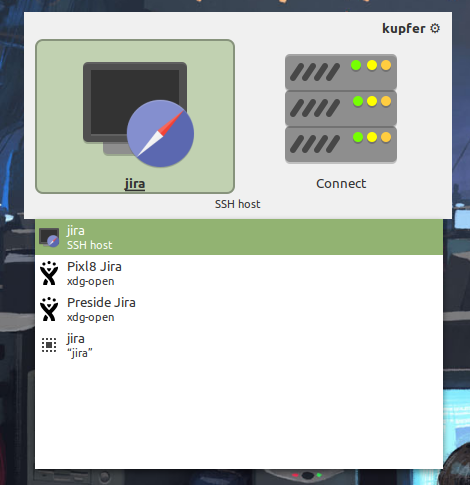 kupfer
jira
Connect
SSH host
jira
SSH host
Pixl8 Jira
xdg-open
Preside Jira
xdg-open
jira
“jira”